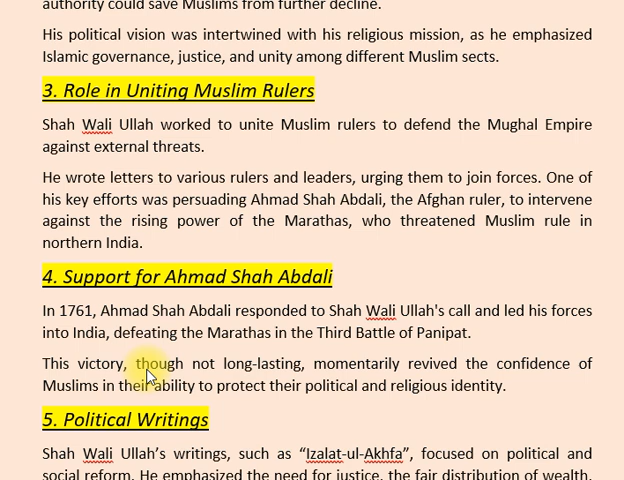 authority could save Muslims from further decline.
His political vision was intertwined with his religious mission, as he emphasized
Islamic governance, justice, and unity among different Muslim sects.
3. Role in Uniting Muslim Rulers
Shah Wali Ullah worked to unite Muslim rulers to defend the Mughal Empire
against external threats.
He wrote letters to various rulers and leaders, urging them to join forces. One of
his key efforts was persuading Ahmad Shah Abdali, the Afghan ruler, to intervene
against the rising power of the Marathas, who threatened Muslim rule in
northern India.
4. Support for Ahmad Shah Abdali
In 1761, Ahmad Shah Abdali responded to Shah Wali Ullah's call and led his forces
into India, defeating the Marathas in the Third Battle of Panipat.
This victory, though not long-lasting, momentarily revived the confidence of
Muslims in their ability to protect their political and religious identity.
5. Political Writings
Shah Wali Ullah’s writings, such as “Izalat-ul-Akhfa”, focused on political and
social reform. He emphasized the need for justice, the fair distribution of wealth,